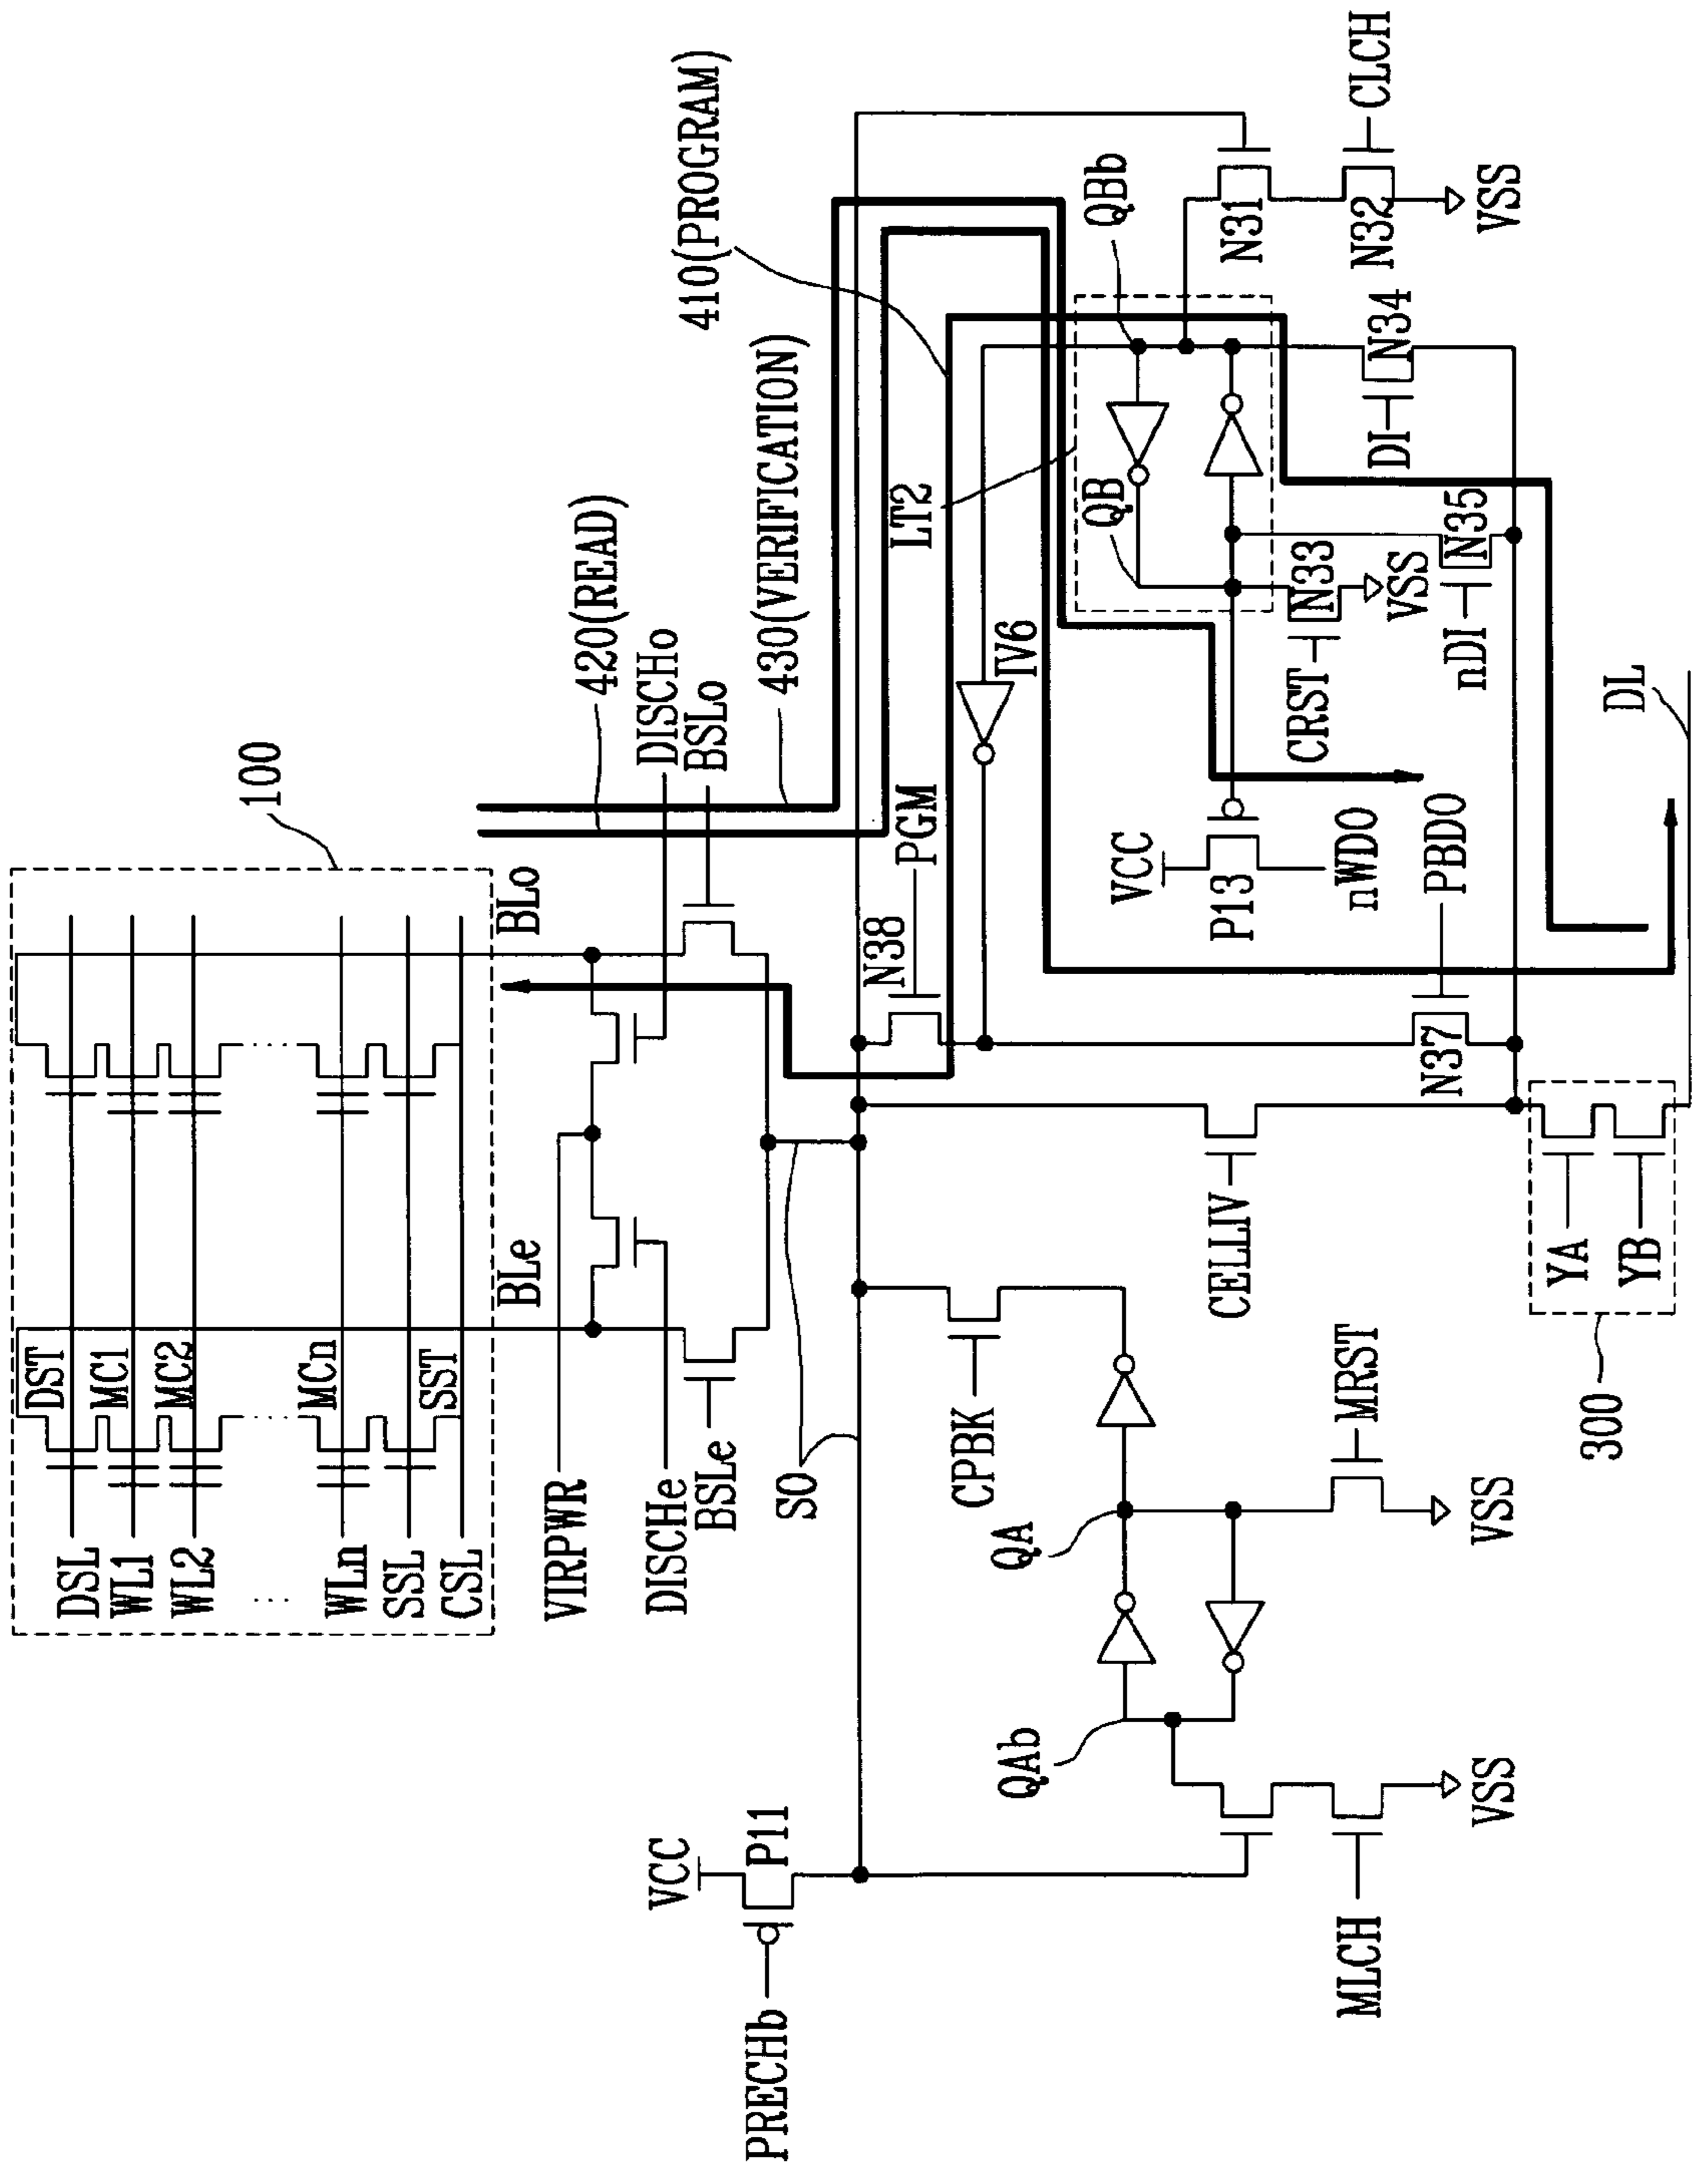 100
DST
MC1
MC2
MCn
SST
DSL
WL1
WL2
WLn
SSL
CSL
BLe
BLo
VIRPWR
DISCHe
BSLe
DISCHo
BSLo
420(READ)
430(VERIFICATION)
410(PROGRAM)
SO
VCC
P11
PRECHb
N38
PGM
IV6
LT2
QB
QBb
N31
CLCH
N32
VSS
CPBK
QA
QAb
MRST
VSS
MLCH
VSS
CELLIV
VCC
P13
nWDO
CRST
N33
VSS
DI
N34
nDI
N35
PBDO
N37
YA
YB
300
DL